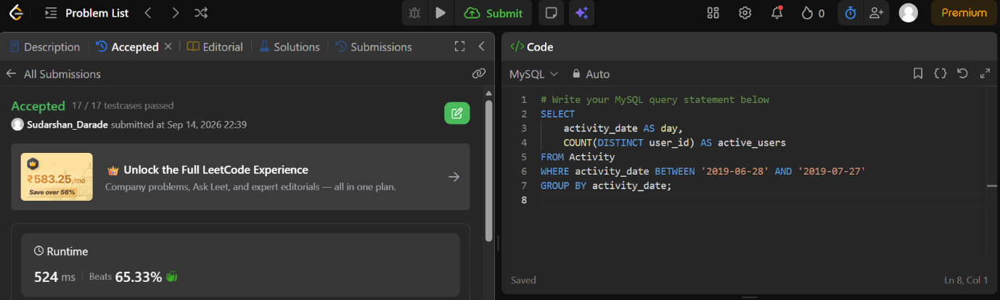 Problem List
Submit
0
Premium
Description
Accepted
Editorial
Solutions
Submissions
All Submissions
Accepted 17 / 17 testcases passed
Sudarshan_Darade submitted at Sep 14, 2026 22:39
₹583.25/mo
Save over 56%
Unlock the Full LeetCode Experience
Company problems, Ask Leet, and expert editorials — all in one plan.
Runtime
524 ms Beats 65.33%
</> Code
MySQL
Auto
1 # Write your MySQL query statement below
2 SELECT
3 activity_date AS day,
4 COUNT(DISTINCT user_id) AS active_users
5 FROM Activity
6 WHERE activity_date BETWEEN '2019-06-28' AND '2019-07-27'
7 GROUP BY activity_date;
8
Saved
Ln 8, Col 1